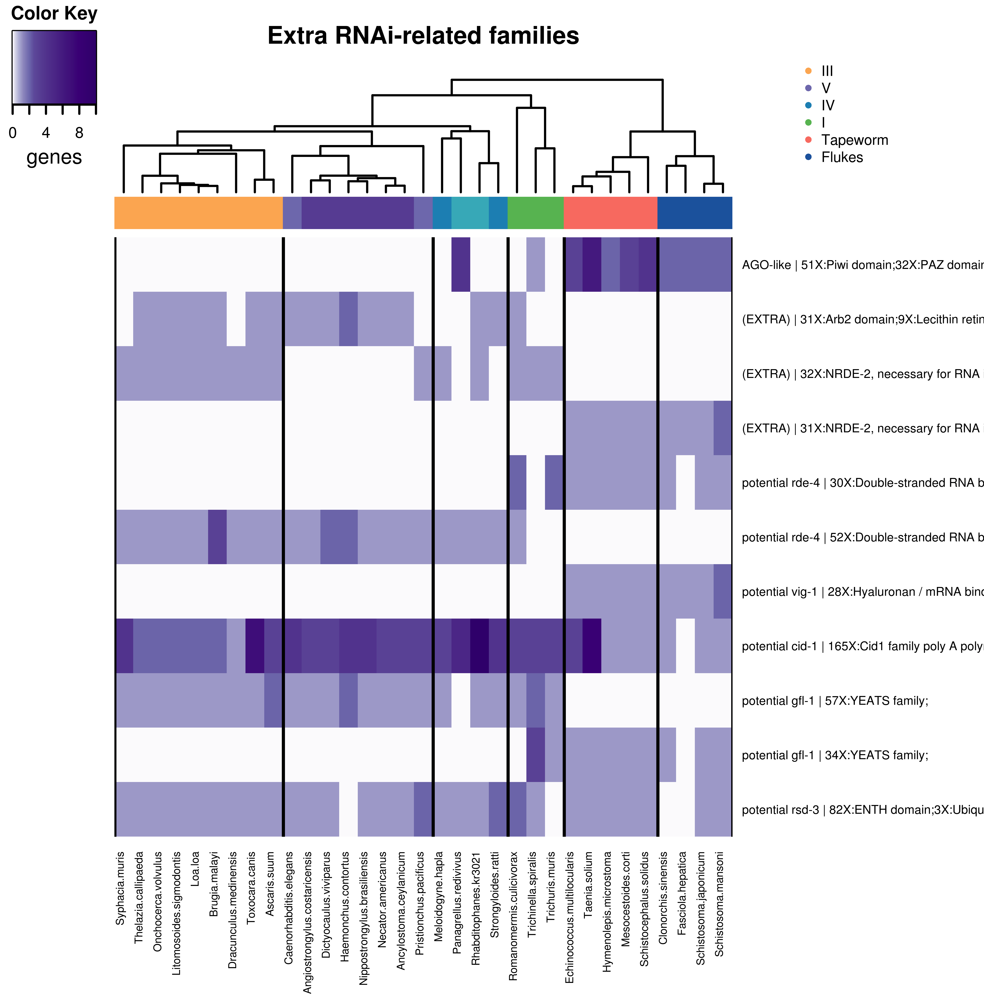 Color Key
0 4 8
genes
Extra RNAi-related families
III
V
IV
I
Tapeworm
Flukes
AGO-like | 51X:Piwi domain;32X:PAZ domain
(EXTRA) | 31X:Arb2 domain;9X:Lecithin retin
(EXTRA) | 32X:NRDE-2, necessary for RNA i
(EXTRA) | 31X:NRDE-2, necessary for RNA i
potential rde-4 | 30X:Double-stranded RNA b
potential rde-4 | 52X:Double-stranded RNA b
potential vig-1 | 28X:Hyaluronan / mRNA bind
potential cid-1 | 165X:Cid1 family poly A poly
potential gfl-1 | 57X:YEATS family;
potential gfl-1 | 34X:YEATS family;
potential rsd-3 | 82X:ENTH domain;3X:Ubiqu
Syphacia.muris
Thelazia.callipaeda
Onchocerca.volvulus
Litomosoides.sigmodontis
Loa.loa
Brugia.malayi
Dracunculus.medinensis
Toxocara.canis
Ascaris.suum
Caenorhabditis.elegans
Angiostrongylus.costaricensis
Dictyocaulus.viviparus
Haemonchus.contortus
Nippostrongylus.brasiliensis
Necator.americanus
Ancylostoma.ceylanicum
Pristionchus.pacificus
Meloidogyne.hapla
Panagrellus.redivivus
Rhabditophanes.kr3021
Strongyloides.ratti
Romanomermis.culicivorax
Trichinella.spiralis
Trichuris.muris
Echinococcus.multilocularis
Taenia.solium
Hymenolepis.microstoma
Mesocestoides.corti
Schistocephalus.solidus
Clonorchis.sinensis
Fasciola.hepatica
Schistosoma.japonicum
Schistosoma.mansoni